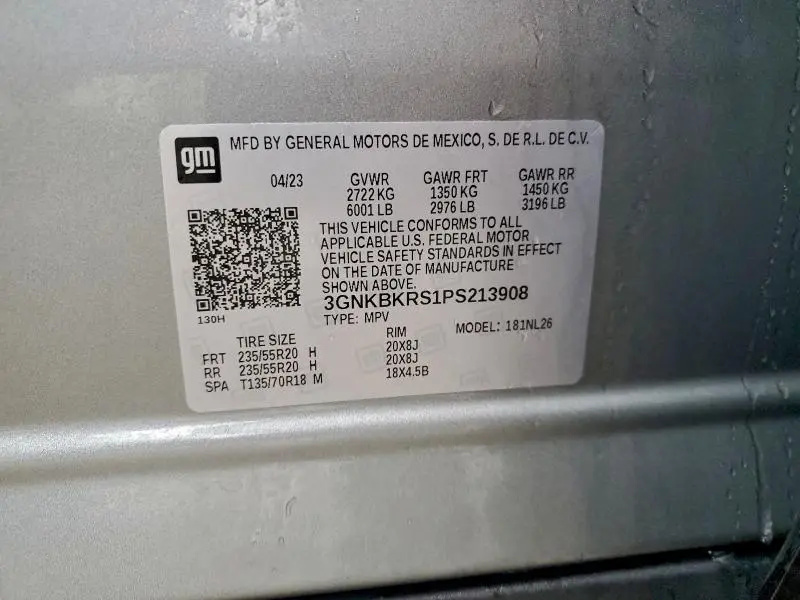 gm
MFD BY GENERAL MOTORS DE MEXICO, S. DE R.L. DE C.V.
04/23 GVWR GAWR FRT GAWR RR
2722 KG 1350 KG 1450 KG
6001 LB 2976 LB 3196 LB
THIS VEHICLE CONFORMS TO ALL
APPLICABLE U.S. FEDERAL MOTOR
VEHICLE SAFETY STANDARDS IN EFFECT
ON THE DATE OF MANUFACTURE
SHOWN ABOVE.
3GNKBKRS1PS213908
130H
TYPE: MPV MODEL: 181NL26
TIRE SIZE RIM
FRT 235/55R20 H 20X8J
RR 235/55R20 H 20X8J
SPA T135/70R18 M 18X4.5B